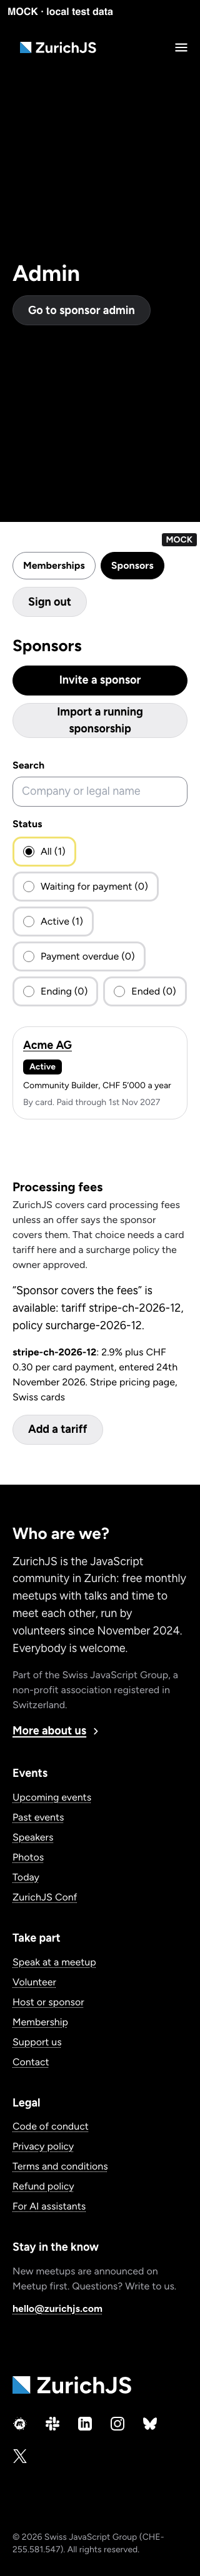 MOCK · local test data
ZurichJS
Admin
Go to sponsor admin
MOCK
Memberships
Sponsors
Sign out
Sponsors
Invite a sponsor
Import a running
sponsorship
Search
Company or legal name
Status
All (1)
Waiting for payment (0)
Active (1)
Payment overdue (0)
Ending (0)
Ended (0)
Acme AG
Active
Community Builder, CHF 5’000 a year
By card. Paid through 1st Nov 2027
Processing fees
ZurichJS covers card processing fees
unless an offer says the sponsor
covers them. That choice needs a card
tariff here and a surcharge policy the
owner approved.
“Sponsor covers the fees” is
available: tariff stripe-ch-2026-12,
policy surcharge-2026-12.
stripe-ch-2026-12: 2.9% plus CHF
0.30 per card payment, entered 24th
November 2026. Stripe pricing page,
Swiss cards
Add a tariff
Who are we?
ZurichJS is the JavaScript
community in Zurich: free monthly
meetups with talks and time to
meet each other, run by
volunteers since November 2024.
Everybody is welcome.
Part of the Swiss JavaScript Group, a
non-profit association registered in
Switzerland.
More about us
Events
Upcoming events
Past events
Speakers
Photos
Today
ZurichJS Conf
Take part
Speak at a meetup
Volunteer
Host or sponsor
Membership
Support us
Contact
Legal
Code of conduct
Privacy policy
Terms and conditions
Refund policy
For AI assistants
Stay in the know
New meetups are announced on
Meetup first. Questions? Write to us.
hello@zurichjs.com
ZurichJS
© 2026 Swiss JavaScript Group (CHE-
255.581.547). All rights reserved.